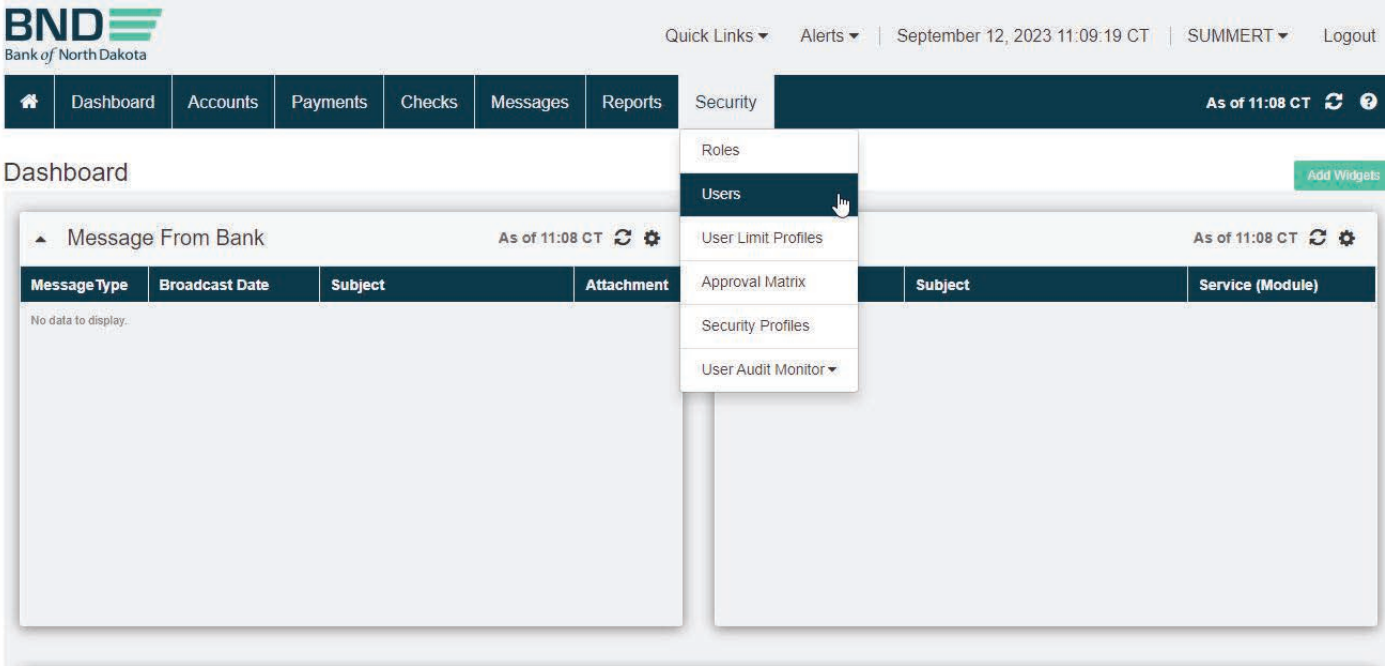 BND
Bank of North Dakota
Quick Links Alerts September 12, 2023 11:09:19 CT SUMMERT Logout
Dashboard Accounts Payments Checks Messages Reports Security As of 11:08 CT
Roles
Users
User Limit Profiles
Approval Matrix
Security Profiles
User Audit Monitor
Dashboard
Add Widgets
Message From Bank As of 11:08 CT
Message Type Broadcast Date Subject Attachment
No data to display.
As of 11:08 CT
Subject Service (Module)